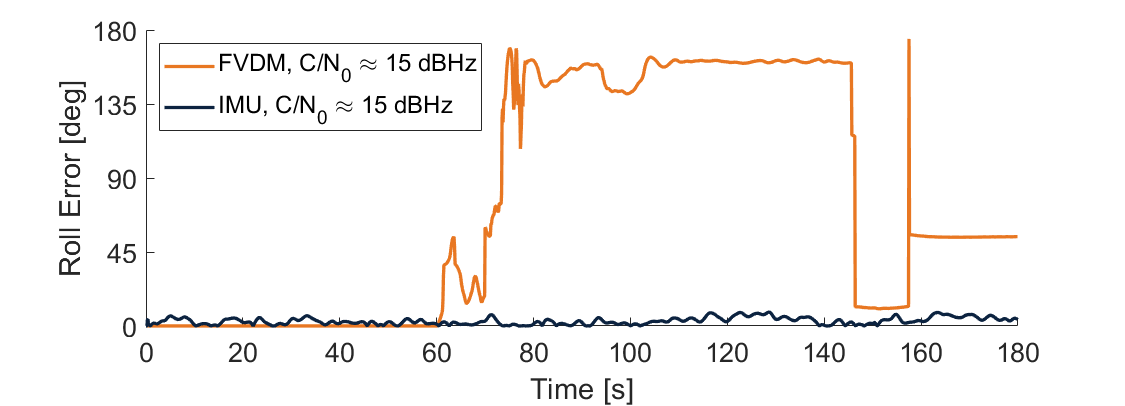 180
135
90
45
0
Roll Error [deg]
FVDM, C/N₀ ≈ 15 dBHz
IMU, C/N₀ ≈ 15 dBHz
0 20 40 60 80 100 120 140 160 180
Time [s]